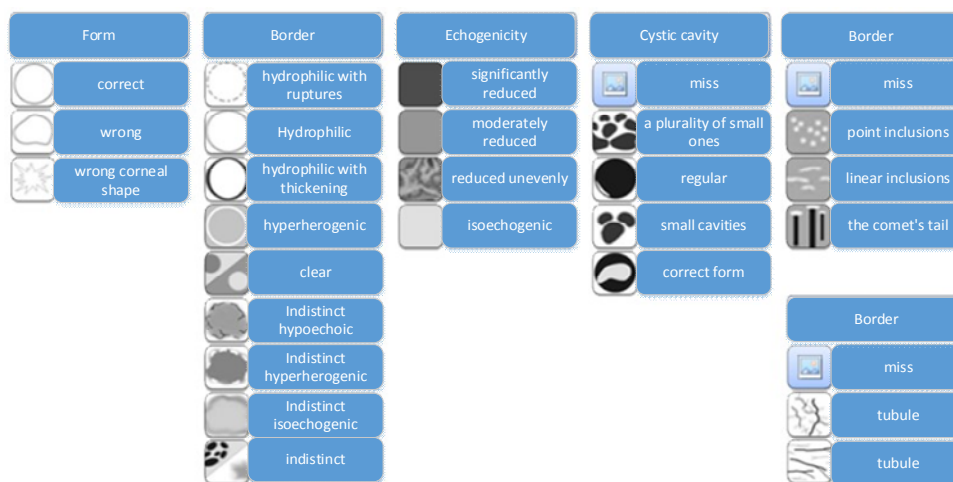 Form
correct
wrong
wrong corneal
shape
Border
hydrophilic with
ruptures
Hydrophilic
hydrophilic with
thickening
hyperherogenic
clear
Indistinct
hypoechoic
Indistinct
hyperherogenic
Indistinct
isoechogenic
indistinct
Echogenicity
significantly
reduced
moderately
reduced
reduced unevenly
isoechogenic
Cystic cavity
miss
a plurality of small
ones
regular
small cavities
correct form
Border
miss
point inclusions
linear inclusions
the comet's tail
Border
miss
tubule
tubule